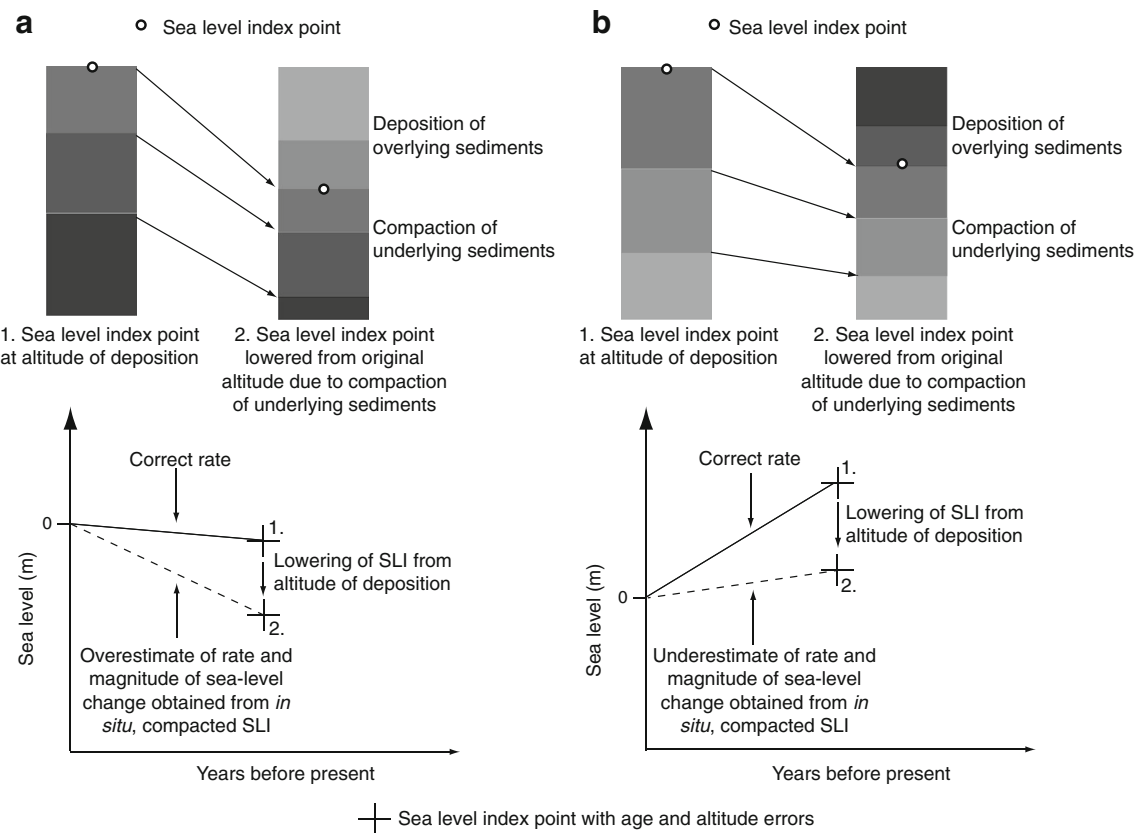 a
Sea level index point
Deposition of
overlying sediments
Compaction of
underlying sediments
1. Sea level index point
at altitude of deposition
2. Sea level index point
lowered from original
altitude due to compaction
of underlying sediments
Correct rate
0
1.
Lowering of SLI from
altitude of deposition
2.
Overestimate of rate and
magnitude of sea-level
change obtained from in
situ, compacted SLI
Sea level (m)
Years before present
b
Sea level index point
Deposition of
overlying sediments
Compaction of
underlying sediments
1. Sea level index point
at altitude of deposition
2. Sea level index point
lowered from original
altitude due to compaction
of underlying sediments
Correct rate
1.
Lowering of SLI from
altitude of deposition
0
2.
Underestimate of rate and
magnitude of sea-level
change obtained from in
situ, compacted SLI
Sea level (m)
Years before present
Sea level index point with age and altitude errors